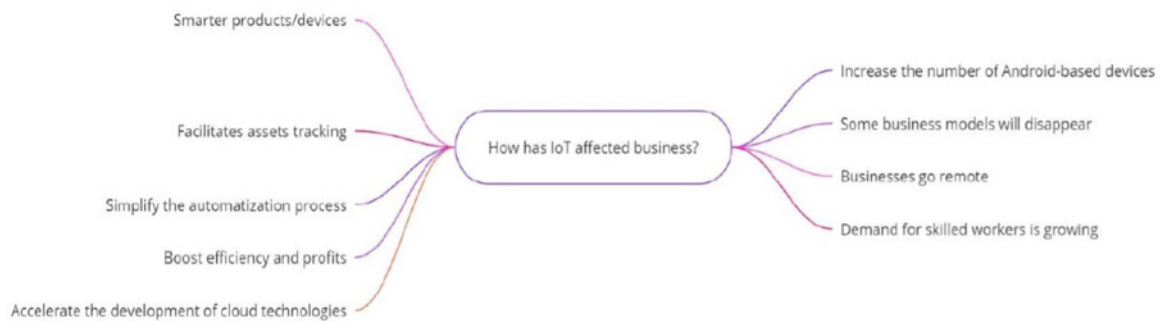 Smarter products/devices
Facilitates assets tracking
Simplify the automatization process
Boost efficiency and profits
Accelerate the development of cloud technologies
How has IoT affected business?
Increase the number of Android-based devices
Some business models will disappear
Businesses go remote
Demand for skilled workers is growing